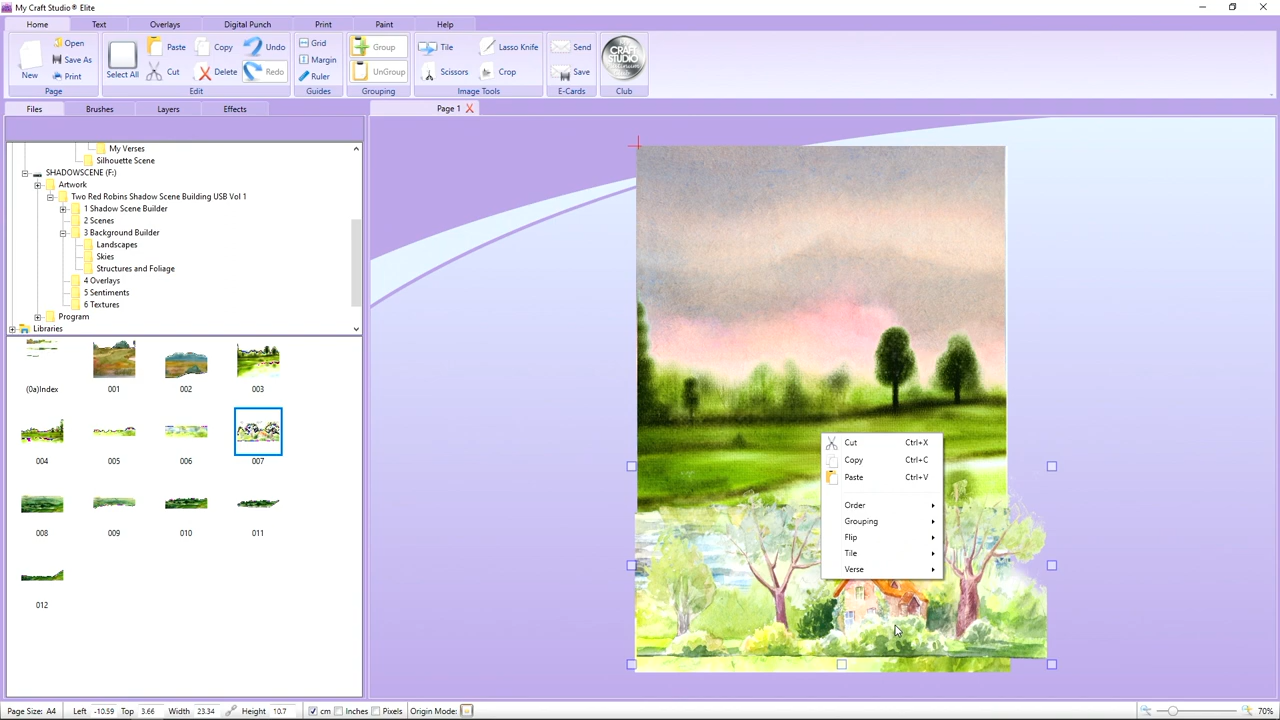 My Craft Studio® Elite
Home Text Overlays Digital Punch Print Paint Help
New Open Save As Print Page
Select All Paste Copy Undo Cut Delete Redo Edit
Grid Margin Ruler Guides
Group UnGroup Grouping
Tile Lasso Knife Scissors Crop Image Tools
Send Save E-Cards
CRAFT STUDIO Club
Files Brushes Layers Effects
Page 1
My Verses
Silhouette Scene
SHADOWSCENE (F:)
Artwork
Two Red Robins Shadow Scene Building USB Vol 1
1 Shadow Scene Builder
2 Scenes
3 Background Builder
Landscapes
Skies
Structures and Foliage
4 Overlays
5 Sentiments
6 Textures
Program
Libraries
(0a)Index 001 002 003
004 005 006 007
008 009 010 011
012
Cut Ctrl+X
Copy Ctrl+C
Paste Ctrl+V
Order
Grouping
Flip
Tile
Verse
Page Size: A4 Left -10.59 Top 3.66 Width 23.34 Height 10.7 cm Inches Pixels Origin Mode: 70%